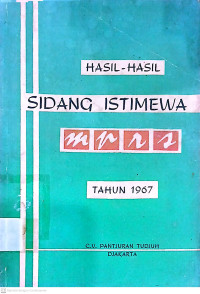 HASIL-HASIL
SIDANG ISTIMEWA
mprs
TAHUN 1967
C.V. PANTJURAN TUDJUH
DJAKARTA